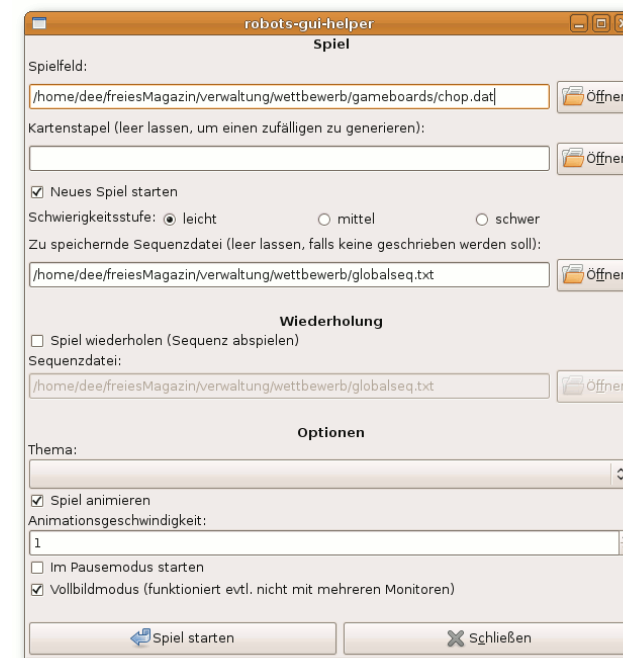 robots-gui-helper
Spiel
Spielfeld:
/home/dee/freiesMagazin/verwaltung/wettbewerb/gameboards/chop.dat
Öffne
Kartenstapel (leer lassen, um einen zufälligen zu generieren):
Öffne
Neues Spiel starten
Schwierigkeitsstufe: leicht mittel schwer
Zu speichernde Sequenzdatei (leer lassen, falls keine geschrieben werden soll):
/home/dee/freiesMagazin/verwaltung/wettbewerb/globalseq.txt
Öffne
Wiederholung
Spiel wiederholen (Sequenz abspielen)
Sequenzdatei:
/home/dee/freiesMagazin/verwaltung/wettbewerb/globalseq.txt
Öffne
Optionen
Thema:
Spiel animieren
Animationsgeschwindigkeit:
1
Im Pausemodus starten
Vollbildmodus (funktioniert evtl. nicht mit mehreren Monitoren)
Spiel starten
Schließen